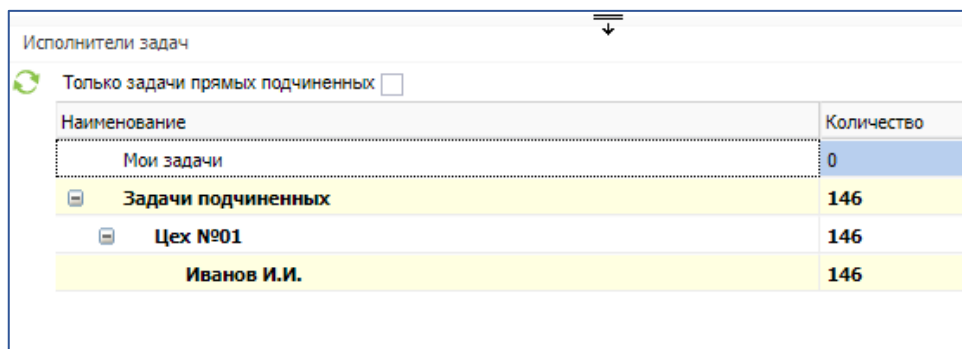 Исполнители задач
Только задачи прямых подчиненных
Наименование Количество
Мои задачи 0
Задачи подчиненных 146
Цех №01 146
Иванов И.И. 146